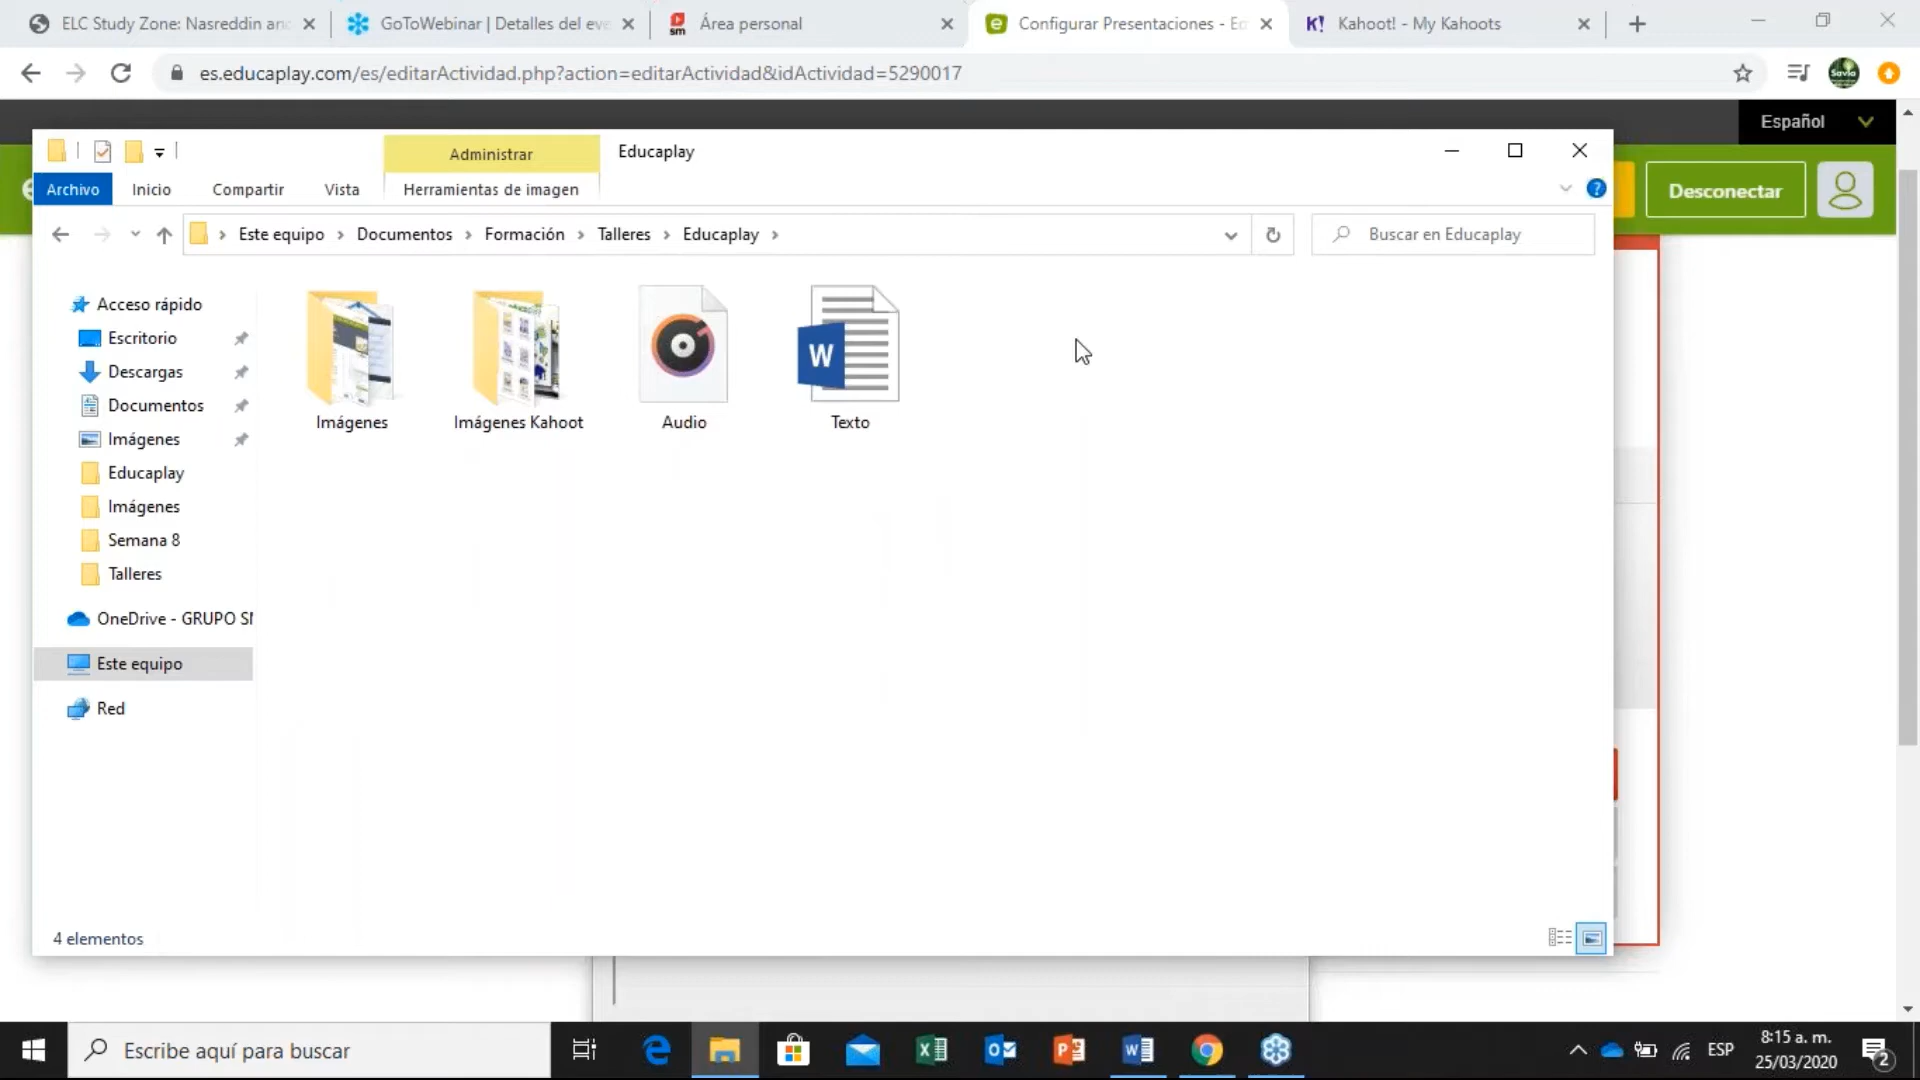 ELC Study Zone: Nasreddin an
GoToWebinar | Detalles del eve
Área personal
Configurar Presentaciones - E
K! Kahoot! - My Kahoots
es.educaplay.com/es/editarActividad.php?action=editarActividad&idActividad=5290017
Savia
Español
Administrar
Educaplay
Archivo
Inicio
Compartir
Vista
Herramientas de imagen
Desconectar
Este equipo > Documentos > Formación > Talleres > Educaplay >
Buscar en Educaplay
Acceso rápido
Escritorio
Descargas
Documentos
Imágenes
Educaplay
Imágenes
Semana 8
Talleres
OneDrive - GRUPO SM
Este equipo
Red
Imágenes
Imágenes Kahoot
Audio
Texto
4 elementos
Escribe aquí para buscar
ESP
8:15 a. m.
25/03/2020
2